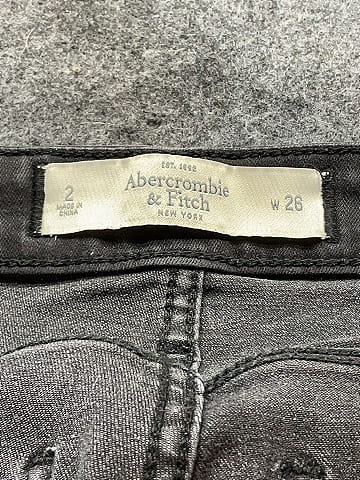 EST. 1892
2
MADE IN
CHINA
Abercrombie
& Fitch
NEW YORK
W 26